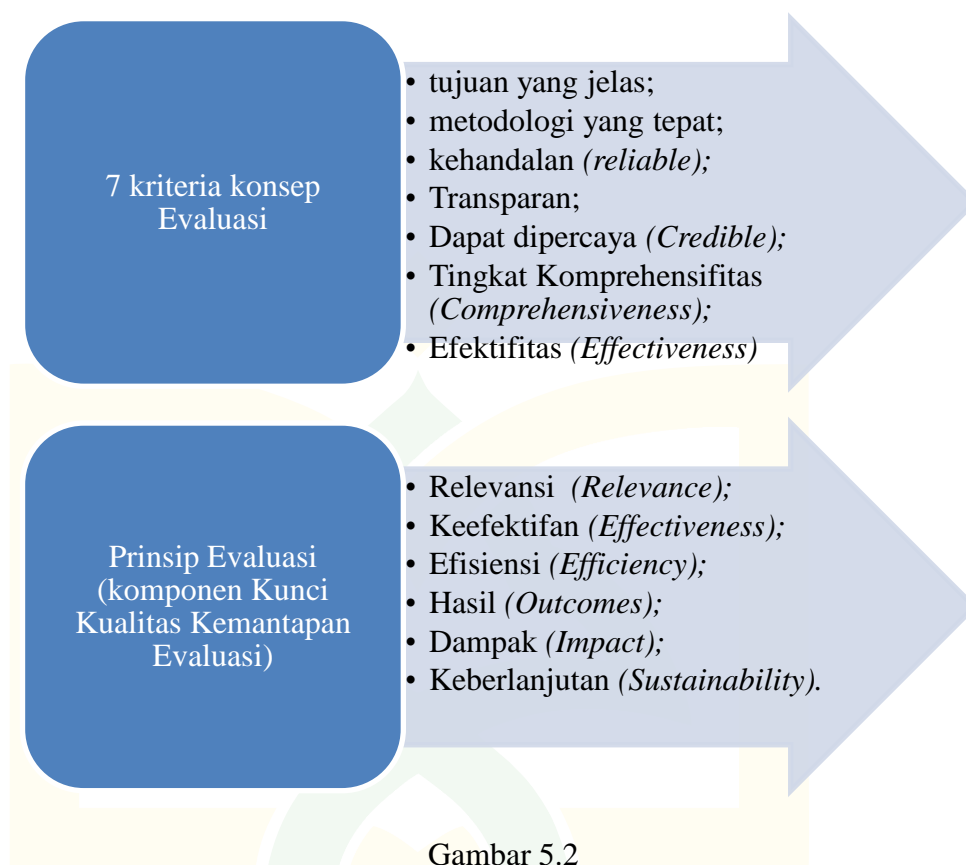 7 kriteria konsep
Evaluasi
• tujuan yang jelas;
• metodologi yang tepat;
• kehandalan (reliable);
• Transparan;
• Dapat dipercaya (Credible);
• Tingkat Komprehensifitas
(Comprehensiveness);
• Efektifitas (Effectiveness)
Prinsip Evaluasi
(komponen Kunci
Kualitas Kemantapan
Evaluasi)
• Relevansi (Relevance);
• Keefektifan (Effectiveness);
• Efisiensi (Efficiency);
• Hasil (Outcomes);
• Dampak (Impact);
• Keberlanjutan (Sustainability).
Gambar 5.2